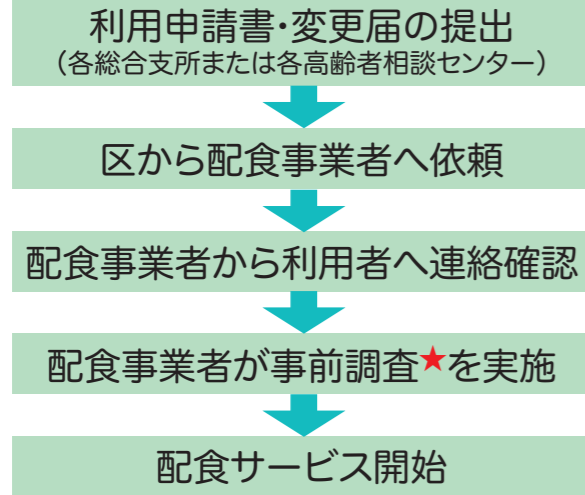 利用申請書・変更届の提出
（各総合支所または各高齢者相談センター）
区から配食事業者へ依頼
配食事業者から利用者へ連絡確認
配食事業者が事前調査★を実施
配食サービス開始